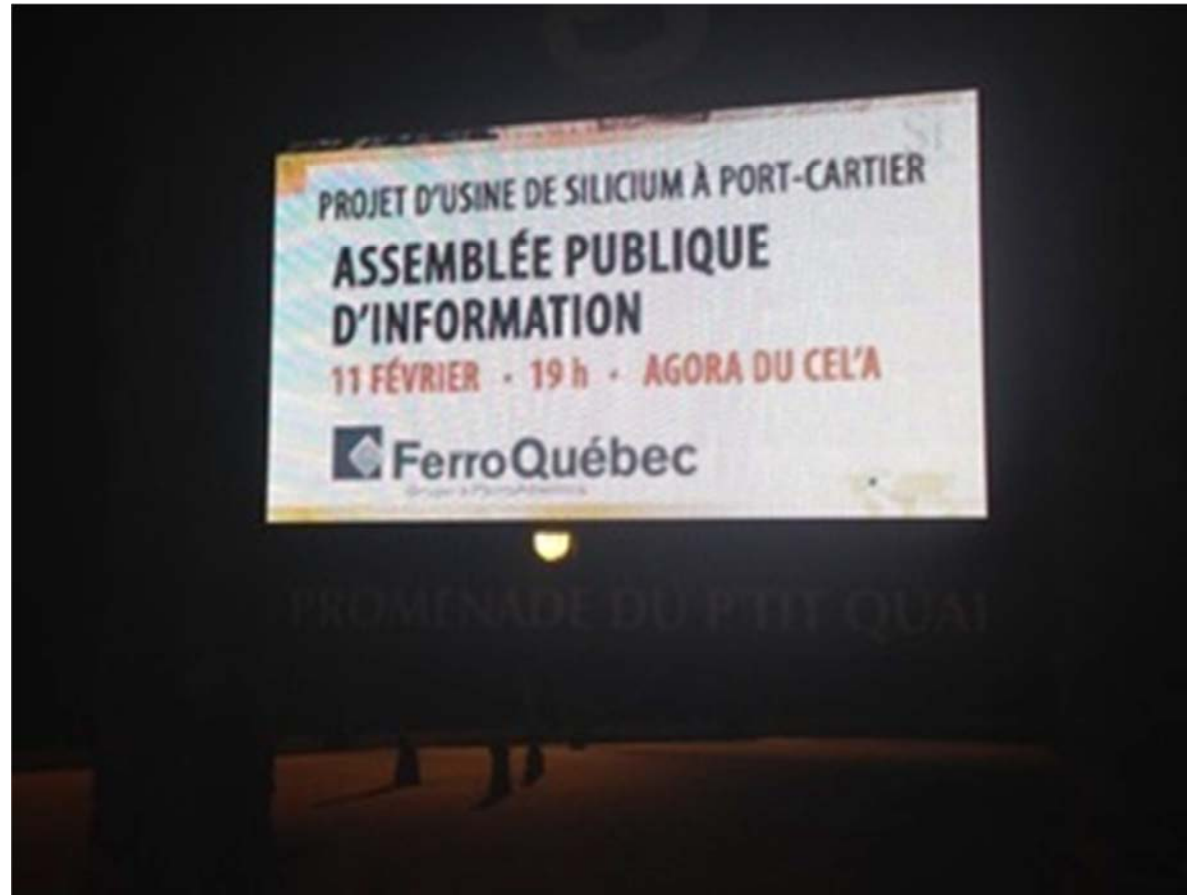 PROJET D'USINE DE SILICIUM À PORT-CARTIER
ASSEMBLÉE PUBLIQUE
D'INFORMATION
11 FÉVRIER • 19 h • AGORA DU CEL'A
FerroQuébec
PROMENADE DU P'TIT QUAI